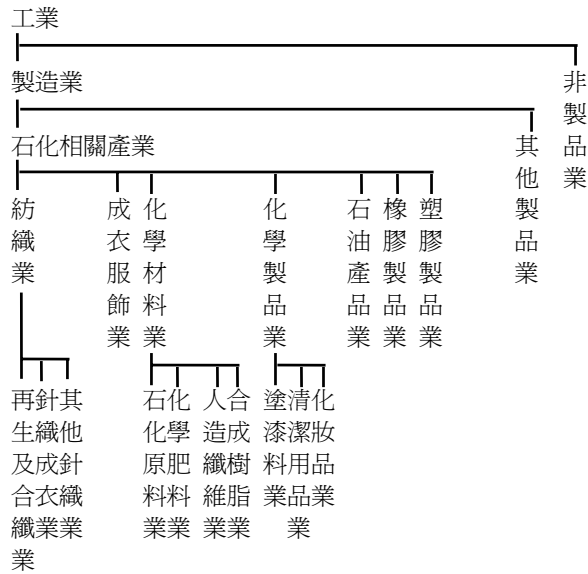 工業
製造業
非製品業
石化相關產業
其他製品業
紡織業
成衣服飾業
化學材料業
化學製品業
石油產品業
橡膠製品業
塑膠製品業
再生及合纖業
針織成衣業
其他針織業
石化原料業
化學肥料業
人造纖維
合成樹脂業
塗漆料業
清潔用品業
化妝品業